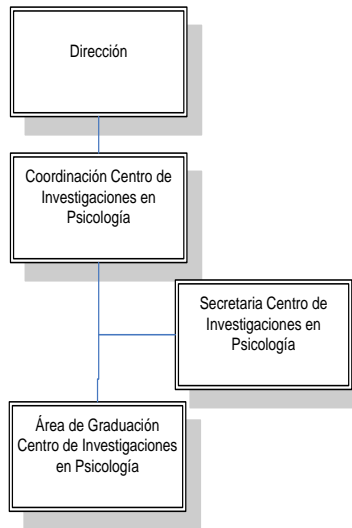 Dirección
Coordinación Centro de
Investigaciones en
Psicología
Secretaria Centro de
Investigaciones en
Psicología
Área de Graduación
Centro de Investigaciones
en Psicología